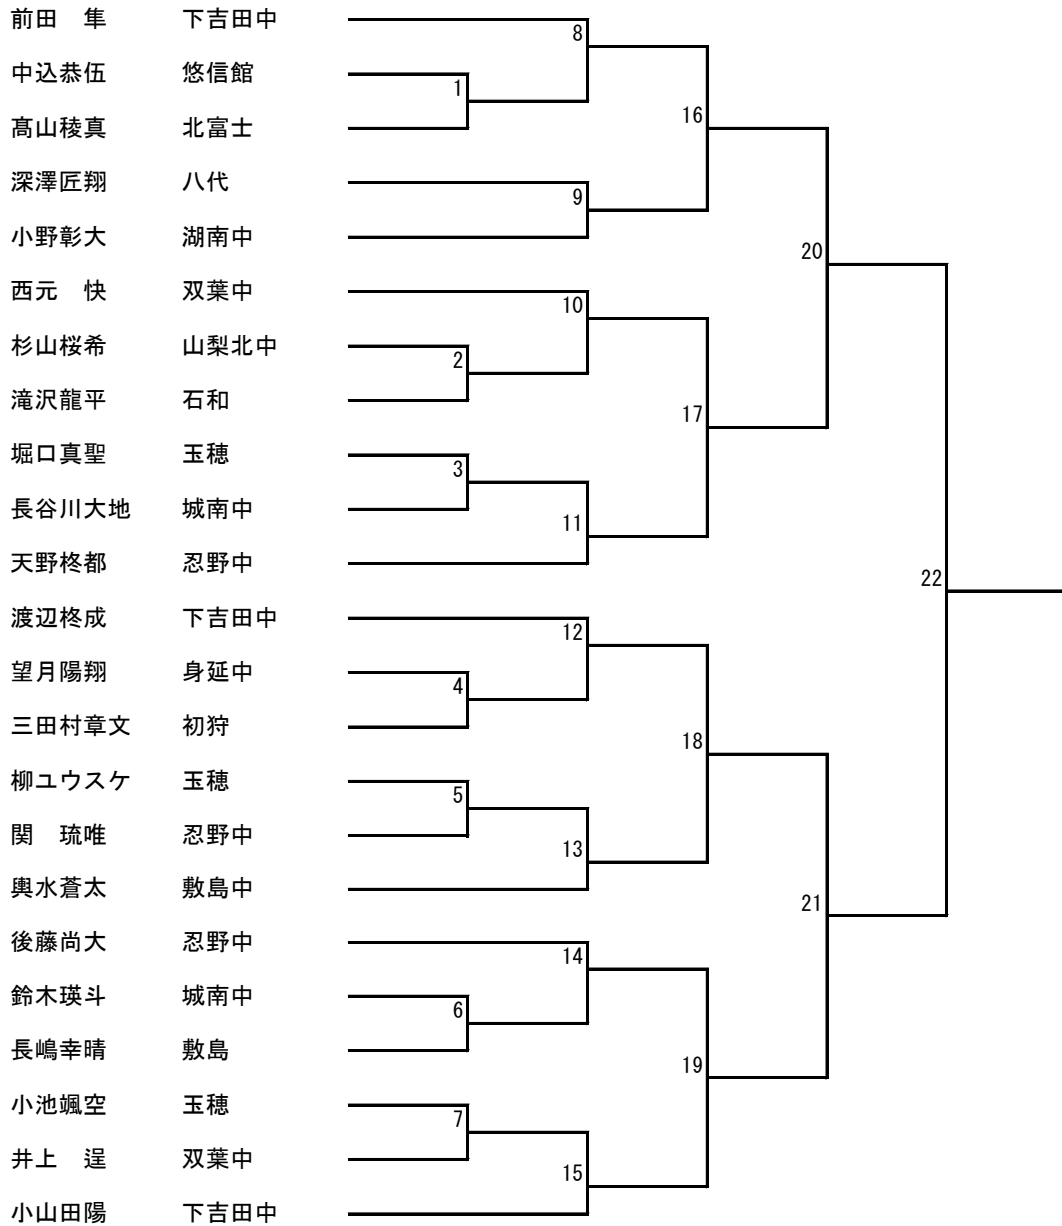 前田　隼　下吉田中
8
中込恭伍　悠信館
1
髙山稜真　北富士
16
深澤匠翔　八代
9
小野彰大　湖南中
20
西元　快　双葉中
10
杉山桜希　山梨北中
2
滝沢龍平　石和
17
堀口真聖　玉穂
3
長谷川大地　城南中
11
天野柊都　忍野中
22
渡辺柊成　下吉田中
12
望月陽翔　身延中
4
三田村章文　初狩
18
柳ユウスケ　玉穂
5
関　琉唯　忍野中
13
輿水蒼太　敷島中
21
後藤尚大　忍野中
14
鈴木瑛斗　城南中
6
長嶋幸晴　敷島
19
小池颯空　玉穂
7
井上　逞　双葉中
15
小山田陽　下吉田中